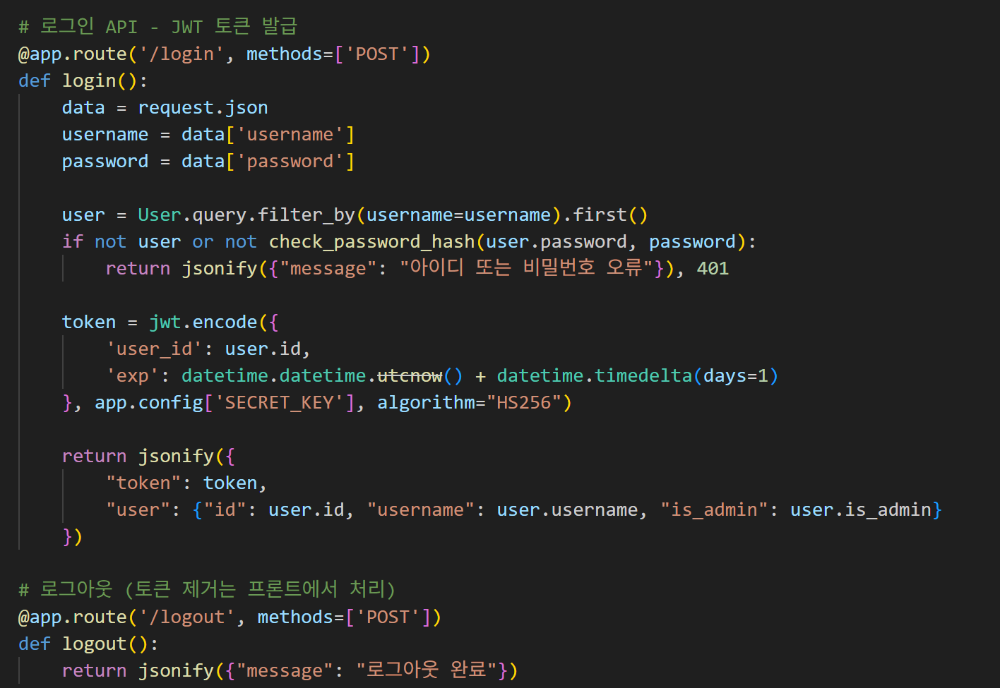 # 로그인 API - JWT 토큰 발급
@app.route('/login', methods=['POST'])
def login():
    data = request.json
    username = data['username']
    password = data['password']

    user = User.query.filter_by(username=username).first()
    if not user or not check_password_hash(user.password, password):
        return jsonify({"message": "아이디 또는 비밀번호 오류"}), 401

    token = jwt.encode({
        'user_id': user.id,
        'exp': datetime.datetime.utcnow() + datetime.timedelta(days=1)
    }, app.config['SECRET_KEY'], algorithm="HS256")

    return jsonify({
        "token": token,
        "user": {"id": user.id, "username": user.username, "is_admin": user.is_admin}
    })

# 로그아웃 (토큰 제거는 프론트에서 처리)
@app.route('/logout', methods=['POST'])
def logout():
    return jsonify({"message": "로그아웃 완료"})